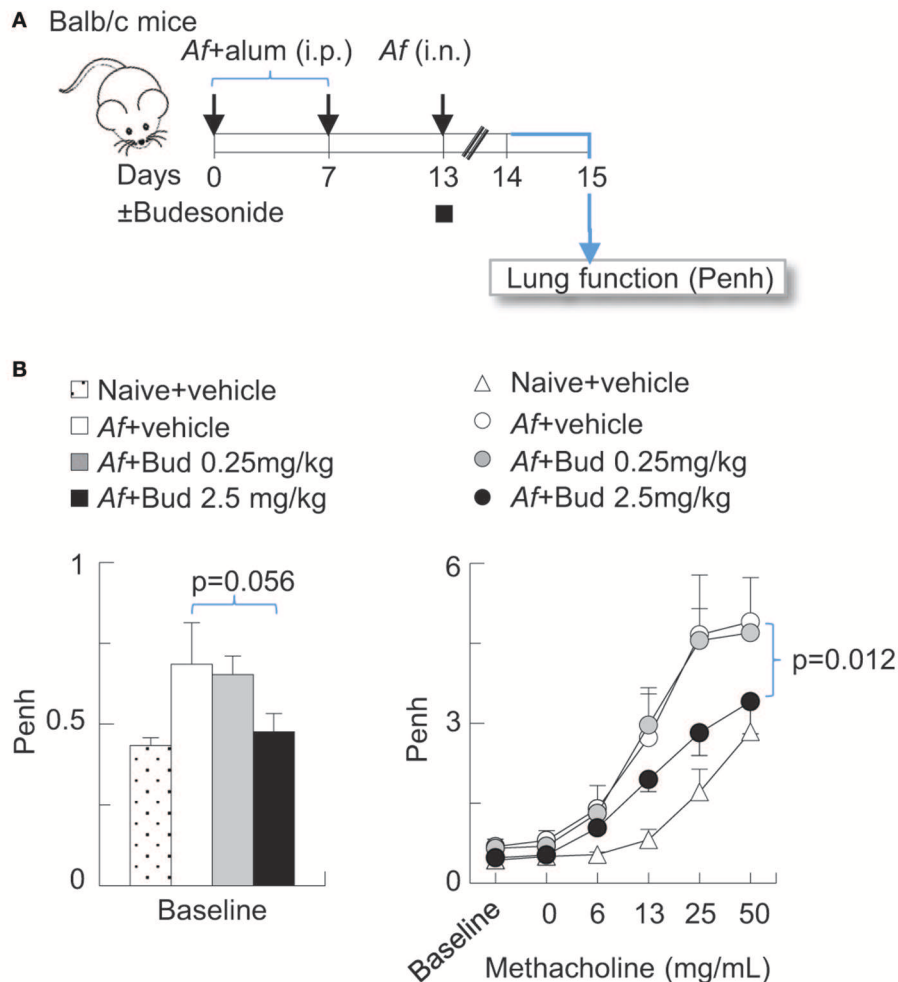 A Balb/c mice
Af+alum (i.p.) Af (i.n.)
Days 0 7 13 14 15
±Budesonide
Lung function (Penh)
B
Naive+vehicle
Af+vehicle
Af+Bud 0.25mg/kg
Af+Bud 2.5 mg/kg
Naive+vehicle
Af+vehicle
Af+Bud 0.25mg/kg
Af+Bud 2.5mg/kg
1
p=0.056
0.5
Penh
0
Baseline
6
p=0.012
3
Penh
0
Baseline 0 6 13 25 50
Methacholine (mg/mL)